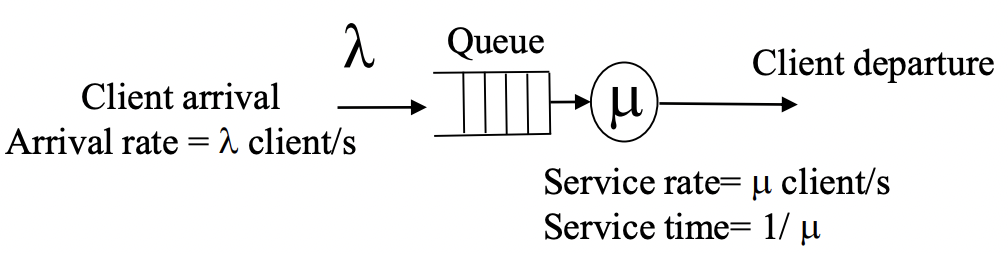 λ
Queue
Client departure
Client arrival
Arrival rate = λ client/s
μ
Service rate= μ client/s
Service time= 1/ μ